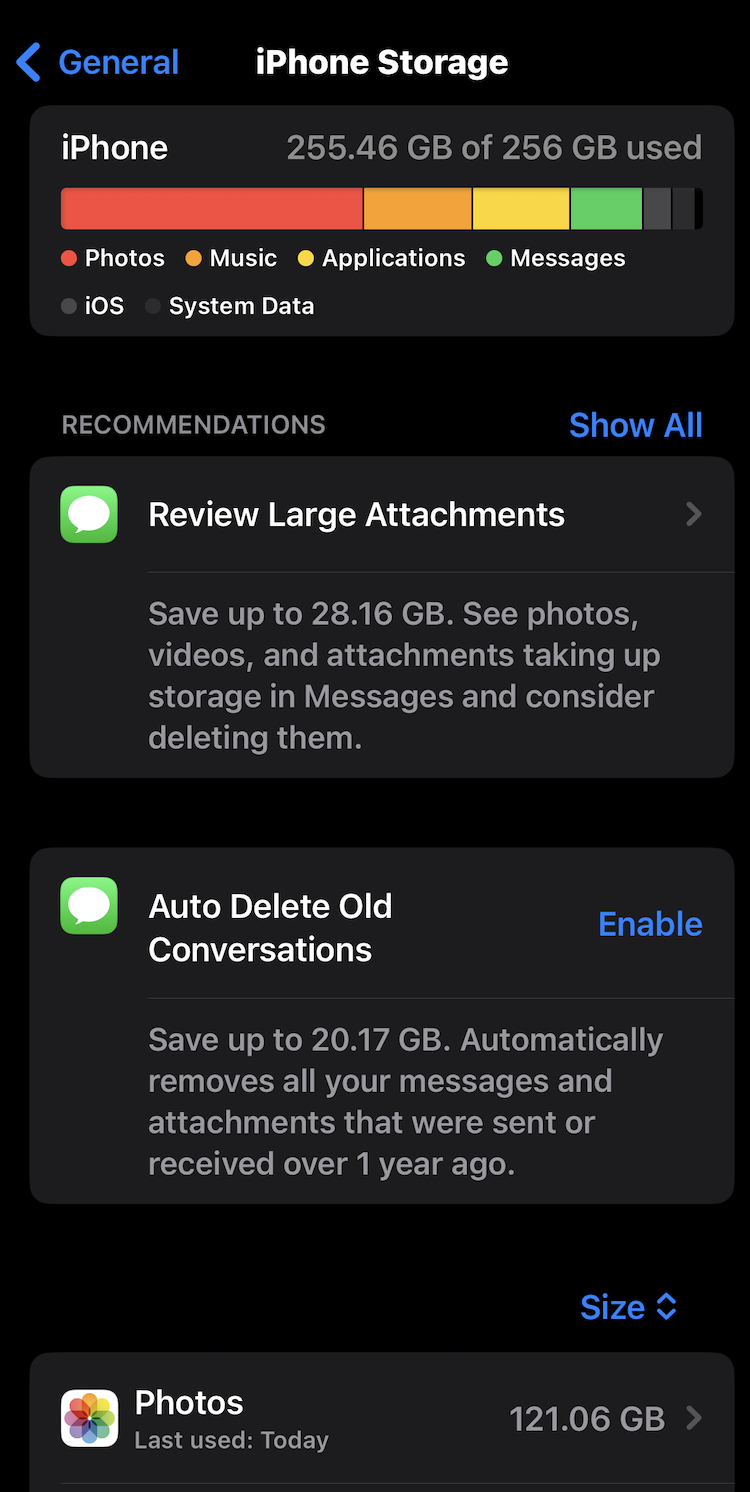 General
iPhone Storage
iPhone
255.46 GB of 256 GB used
Photos
Music
Applications
Messages
iOS
System Data
RECOMMENDATIONS
Show All
Review Large Attachments
Save up to 28.16 GB. See photos,
videos, and attachments taking up
storage in Messages and consider
deleting them.
Auto Delete Old
Conversations
Enable
Save up to 20.17 GB. Automatically
removes all your messages and
attachments that were sent or
received over 1 year ago.
Size
Photos
Last used: Today
121.06 GB